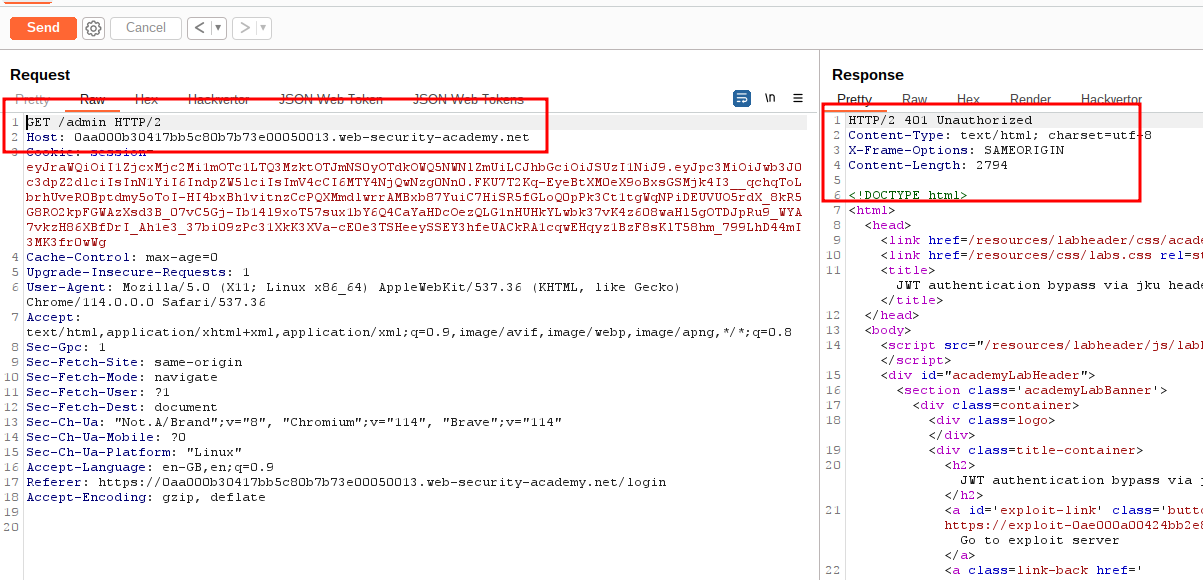 Send Cancel < ▼ > ▼
Request
Pretty Raw Hex Hackvertor JSON Web Token JSON Web Tokens \n
1 GET /admin HTTP/2
2 Host: 0aa000b30417bb5c80b7b73e00050013.web-security-academy.net
3 Cookie: session=
4 Cache-Control: max-age=0
5 Upgrade-Insecure-Requests: 1
6 User-Agent: Mozilla/5.0 (X11; Linux x86_64) AppleWebKit/537.36 (KHTML, like Gecko)
Chrome/114.0.0.0 Safari/537.36
7 Accept:
text/html,application/xhtml+xml,application/xml;q=0.9,image/avif,image/webp,image/apng,*/*;q=0.8
8 Sec-Gpc: 1
9 Sec-Fetch-Site: same-origin
10 Sec-Fetch-Mode: navigate
11 Sec-Fetch-User: ?1
12 Sec-Fetch-Dest: document
13 Sec-Ch-Ua: "Not.A/Brand";v="8", "Chromium";v="114", "Brave";v="114"
14 Sec-Ch-Ua-Mobile: ?0
15 Sec-Ch-Ua-Platform: "Linux"
16 Accept-Language: en-GB,en;q=0.9
17 Referer: https://0aa000b30417bb5c80b7b73e00050013.web-security-academy.net/login
18 Accept-Encoding: gzip, deflate
19
20
Response
Pretty Raw Hex Render Hackvertor
1 HTTP/2 401 Unauthorized
2 Content-Type: text/html; charset=utf-8
3 X-Frame-Options: SAMEORIGIN
4 Content-Length: 2794
5
6 <!DOCTYPE html>
7 <html>
8 <head>
9 <link href=/resources/labheader/css/acade
10 <link href=/resources/css/labs.css rel=st
11 <title>
JWT authentication bypass via jku heade
</title>
12 </head>
13 <body>
14 <script src="/resources/labheader/js/labl
</script>
15 <div id="academyLabHeader">
16 <section class='academyLabBanner'>
17 <div class=container>
18 <div class=logo>
</div>
19 <div class=title-container>
20 <h2>
JWT authentication bypass via j
</h2>
21 <a id='exploit-link' class='butto
https://exploit-0ae000a00424bb2e8
Go to exploit server
</a>
22 <a class=link-back href='